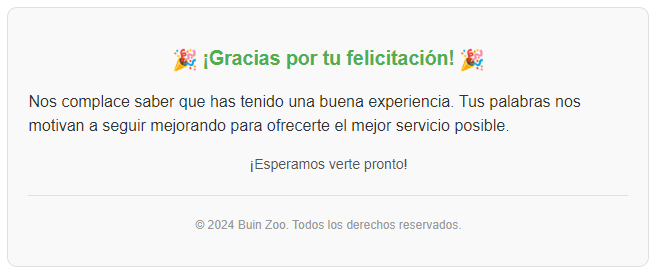 🎉 ¡Gracias por tu felicitación! 🎉
Nos complace saber que has tenido una buena experiencia. Tus palabras nos
motivan a seguir mejorando para ofrecerte el mejor servicio posible.
¡Esperamos verte pronto!
© 2024 Buin Zoo. Todos los derechos reservados.